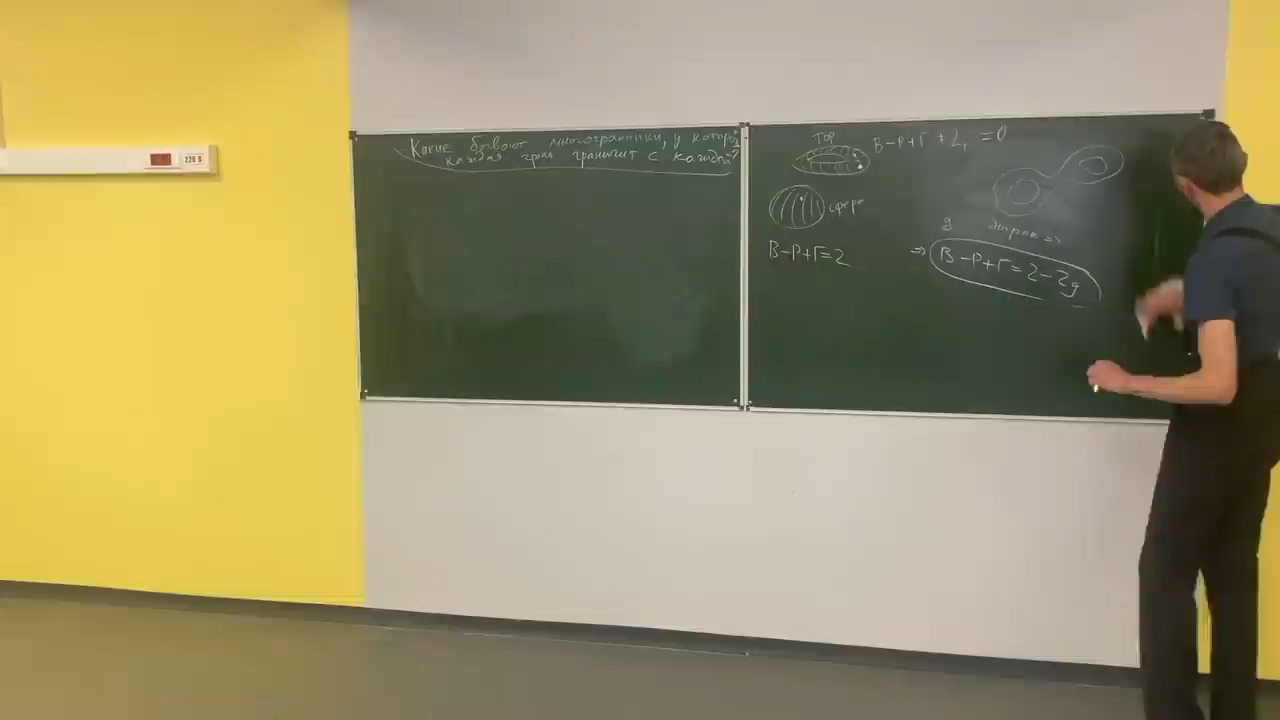 Какие бывают многогранники, у которых
каждая грань граничит с каждой?
Тор
В-Р+Г + 2, = 0
сфера
В-Р+Г=2
g дырок =>
=> В-Р+Г=2-2g
220 В